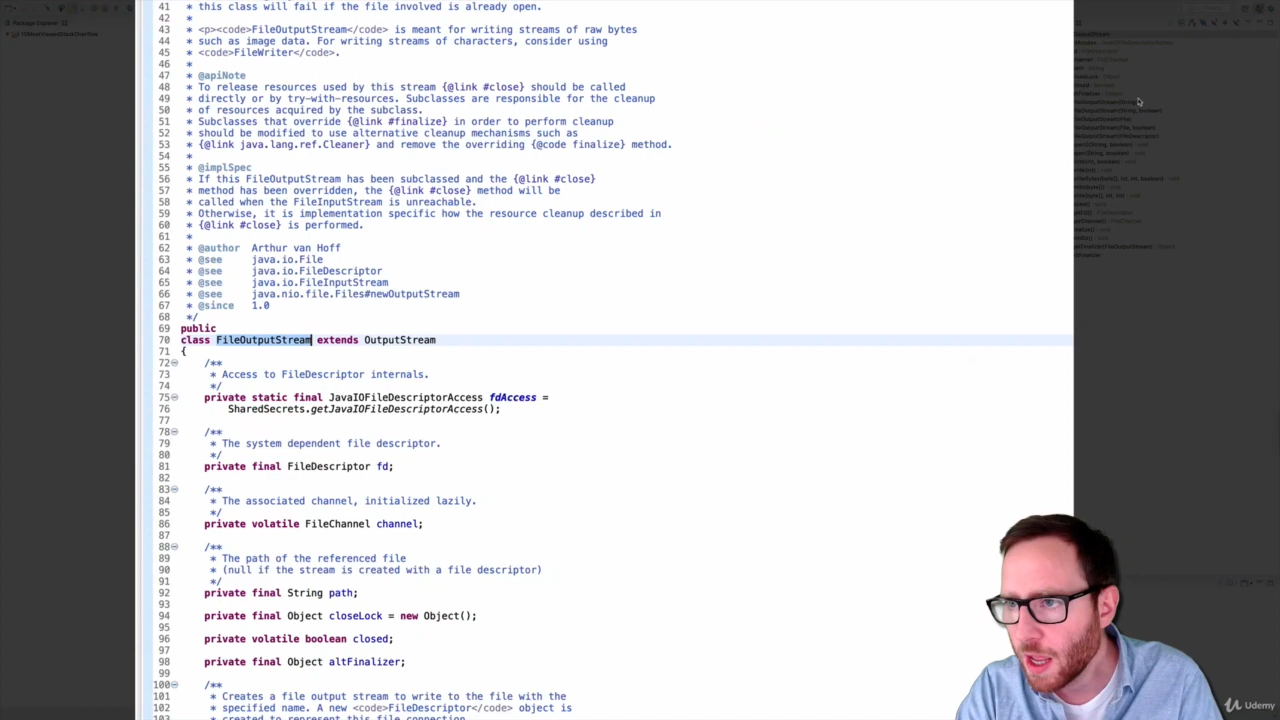 Package Explorer
41 * this class will fail if the file involved is already open.
42 *
43 * <p><code>FileOutputStream</code> is meant for writing streams of raw bytes
44 * such as image data. For writing streams of characters, consider using
45 * <code>FileWriter</code>.
46 *
47 * @apiNote
48 * To release resources used by this stream {@link #close} should be called
49 * directly or by try-with-resources. Subclasses are responsible for the cleanup
50 * of resources acquired by the subclass.
51 * Subclasses that override {@link #finalize} in order to perform cleanup
52 * should be modified to use alternative cleanup mechanisms such as
53 * {@link java.lang.ref.Cleaner} and remove the overriding {@code finalize} method.
54 *
55 * @implSpec
56 * If this FileOutputStream has been subclassed and the {@link #close}
57 * method has been overridden, the {@link #close} method will be
58 * called when the FileInputStream is unreachable.
59 * Otherwise, it is implementation specific how the resource cleanup described in
60 * {@link #close} is performed.
61 *
62 * @author Arthur van Hoff
63 * @see java.io.File
64 * @see java.io.FileDescriptor
65 * @see java.io.FileInputStream
66 * @see java.nio.file.Files#newOutputStream
67 * @since 1.0
68 */
69 public
70 class FileOutputStream extends OutputStream
71 {
72 /**
73 * Access to FileDescriptor internals.
74 */
75 private static final JavaIOFileDescriptorAccess fdAccess =
76 SharedSecrets.getJavaIOFileDescriptorAccess();
77
78 /**
79 * The system dependent file descriptor.
80 */
81 private final FileDescriptor fd;
82
83 /**
84 * The associated channel, initialized lazily.
85 */
86 private volatile FileChannel channel;
87
88 /**
89 * The path of the referenced file
90 * (null if the stream is created with a file descriptor)
91 */
92 private final String path;
93
94 private final Object closeLock = new Object();
95
96 private volatile boolean closed;
97
98 private final Object altFinalizer;
99
100 /**
101 * Creates a file output stream to write to the file with the
102 * specified name. A new <code>FileDescriptor</code> object is
103 * created to represent this file connection.
Udemy